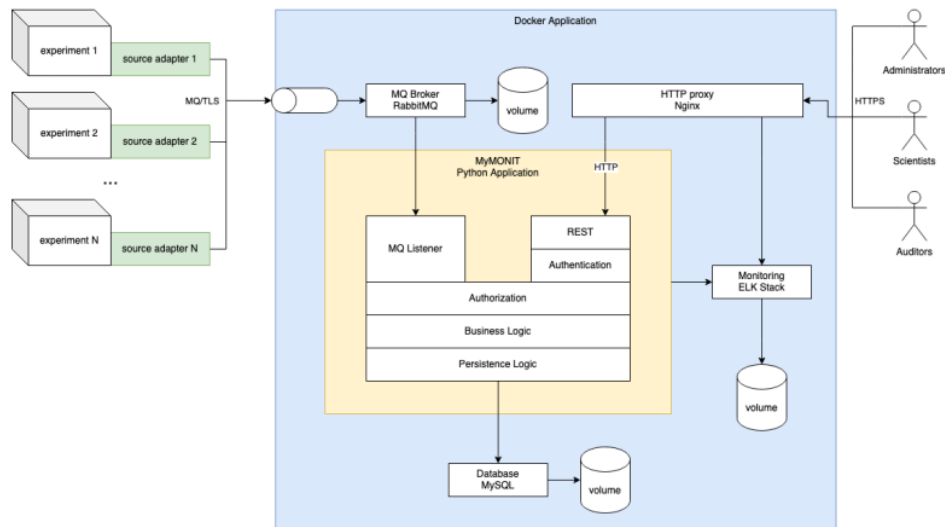 Docker Application
experiment 1
source adapter 1
experiment 2
source adapter 2
...
experiment N
source adapter N
MQ/TLS
MQ Broker
RabbitMQ
volume
HTTP proxy
Nginx
HTTPS
Administrators
Scientists
Auditors
MyMONIT
Python Application
HTTP
MQ Listener
REST
Authentication
Authorization
Business Logic
Persistence Logic
Monitoring
ELK Stack
volume
Database
MySQL
volume